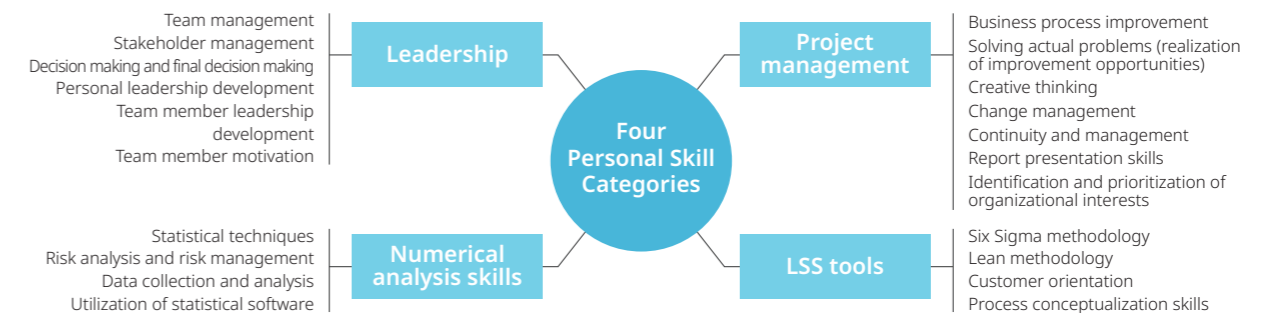 Team management
Stakeholder management
Decision making and final decision making
Personal leadership development
Team member leadership
development
Team member motivation
Leadership
Project
management
Business process improvement
Solving actual problems (realization
of improvement opportunities)
Creative thinking
Change management
Continuity and management
Report presentation skills
Identification and prioritization of
organizational interests
Four
Personal Skill
Categories
Statistical techniques
Risk analysis and risk management
Data collection and analysis
Utilization of statistical software
Numerical
analysis skills
LSS tools
Six Sigma methodology
Lean methodology
Customer orientation
Process conceptualization skills